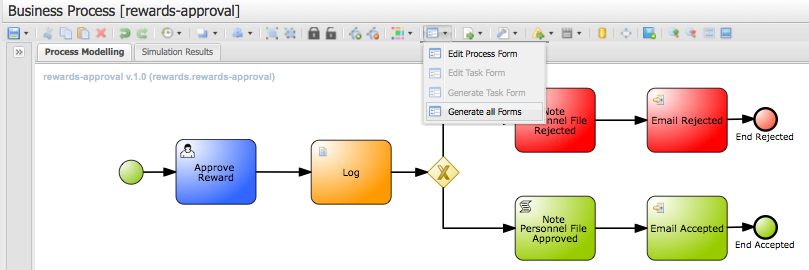 Business Process [rewards-approval]
Process Modelling
Simulation Results
rewards-approval v.1.0 (rewards.rewards-approval)
Edit Process Form
Edit Task Form
Generate Task Form
Generate all Forms
Approve
Reward
Log
X
Note
onnel File
Rejected
Email Rejected
End Rejected
Note
Personnel File
Approved
Email Accepted
End Accepted